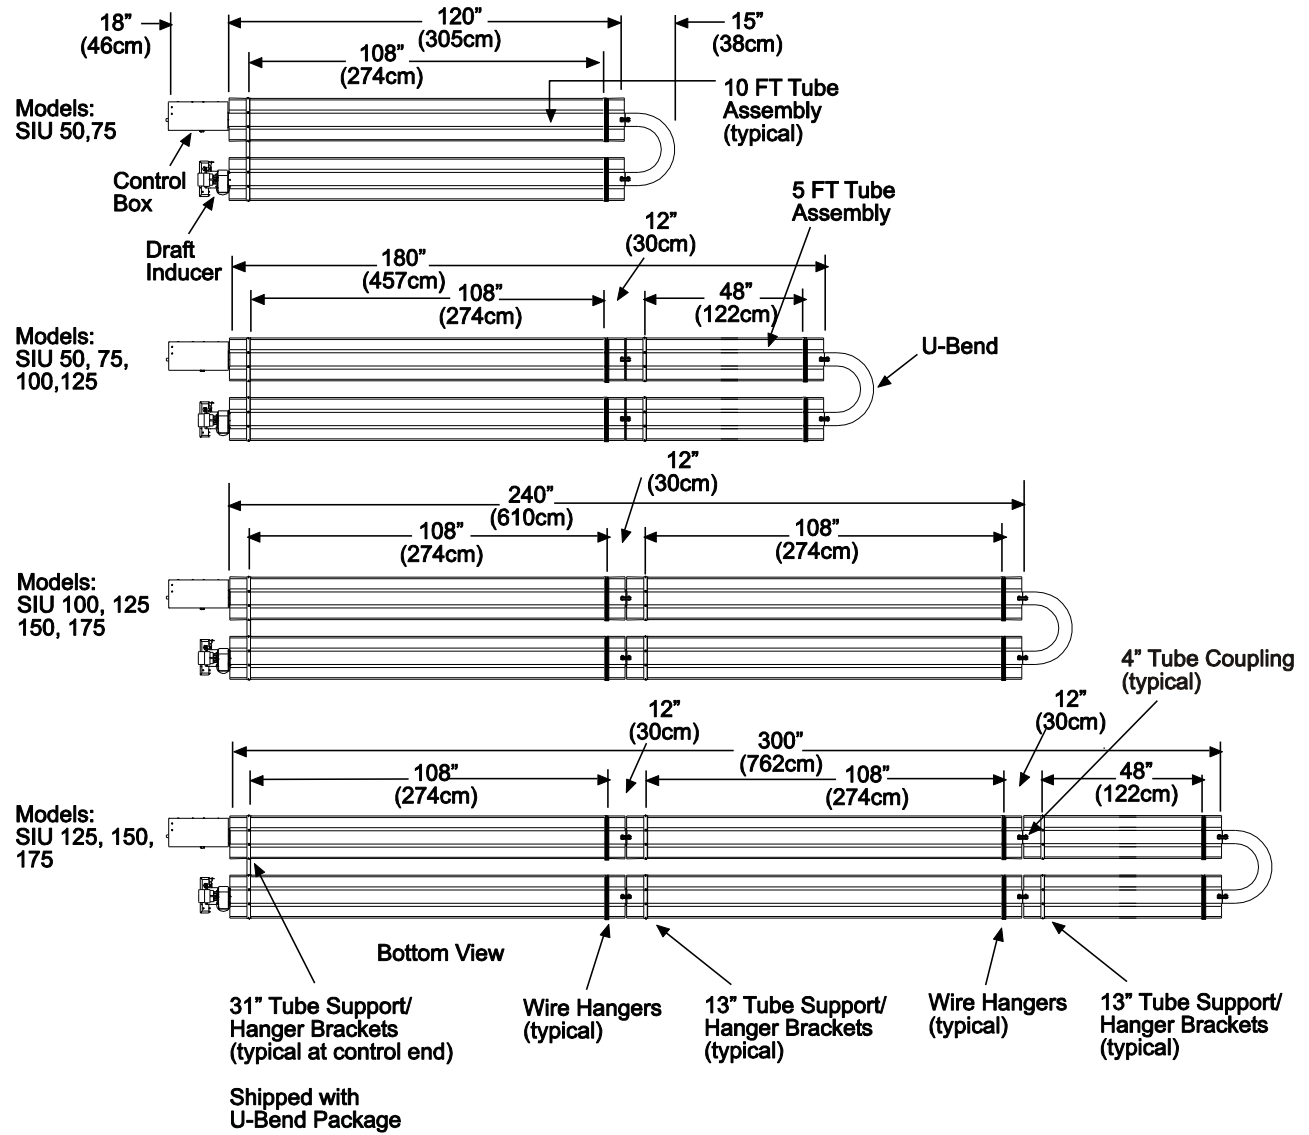 18”
(46cm)
120”
(305cm)
15”
(38cm)
108”
(274cm)
10 FT Tube
Assembly
(typical)
Models:
SIU 50,75
Control
Box
Draft
Inducer
5 FT Tube
Assembly
12”
(30cm)
180”
(457cm)
108”
(274cm)
48”
(122cm)
Models:
SIU 50, 75,
100,125
U-Bend
12”
(30cm)
240”
(610cm)
108”
(274cm)
108”
(274cm)
Models:
SIU 100, 125
150, 175
4” Tube Coupling
(typical)
12”
(30cm)
12”
(30cm)
300”
(762cm)
108”
(274cm)
108”
(274cm)
48”
(122cm)
Models:
SIU 125, 150,
175
Bottom View
31” Tube Support/
Hanger Brackets
(typical at control end)
Shipped with
U-Bend Package
Wire Hangers
(typical)
13” Tube Support/
Hanger Brackets
(typical)
Wire Hangers
(typical)
13” Tube Support/
Hanger Brackets
(typical)